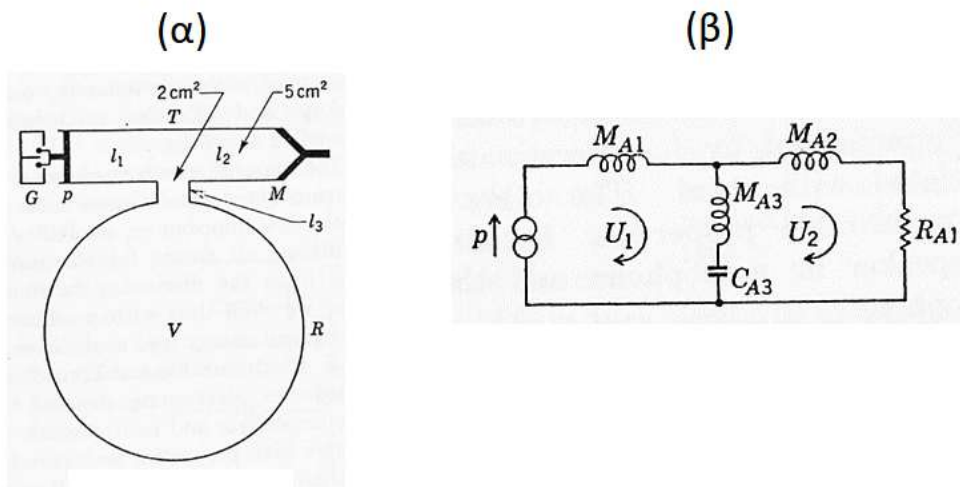 (α)
(β)
2 cm²
5 cm²
T
l₁
l₂
G
p
M
l₃
V
R
M_A1
M_A2
M_A3
p
U₁
U₂
R_A1
C_A3